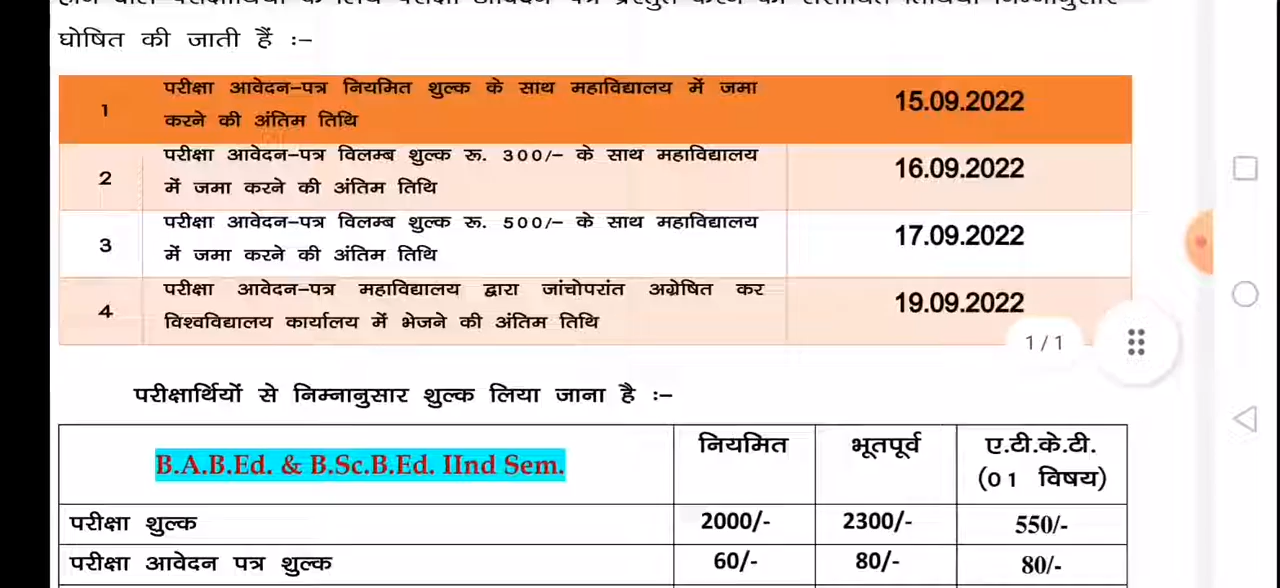 घोषित की जाती हैं :–
1 परीक्षा आवेदन–पत्र नियमित शुल्क के साथ महाविद्यालय में जमा
करने की अंतिम तिथि 15.09.2022
2 परीक्षा आवेदन–पत्र विलम्ब शुल्क रू. 300/– के साथ महाविद्यालय
में जमा करने की अंतिम तिथि 16.09.2022
3 परीक्षा आवेदन–पत्र विलम्ब शुल्क रू. 500/– के साथ महाविद्यालय
में जमा करने की अंतिम तिथि 17.09.2022
4 परीक्षा आवेदन–पत्र महाविद्यालय द्वारा जांचोपरांत अग्रेषित कर
विश्वविद्यालय कार्यालय में भेजने की अंतिम तिथि 19.09.2022
1 / 1
परीक्षार्थियों से निम्नानुसार शुल्क लिया जाना है :–
B.A.B.Ed. & B.Sc.B.Ed. IInd Sem. नियमित भूतपूर्व ए.टी.के.टी.
(01 विषय)
परीक्षा शुल्क 2000/- 2300/- 550/-
परीक्षा आवेदन पत्र शुल्क 60/- 80/- 80/-